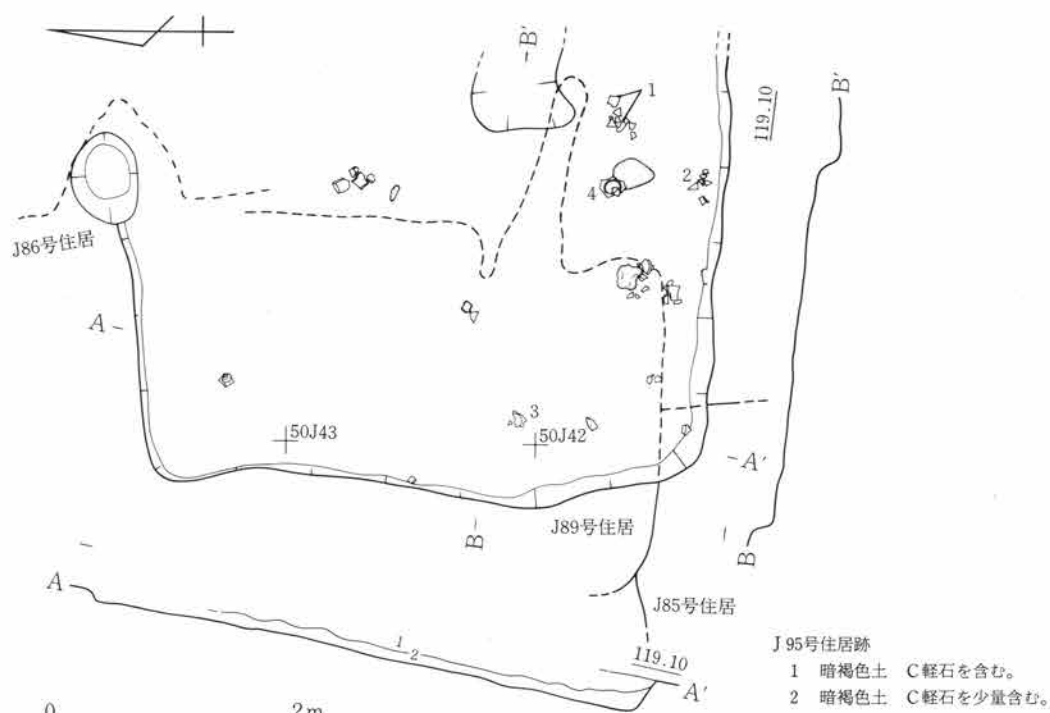 B'
1
119.10
B'
2
4
J86号住居
A
3
50J43
50J42
A'
B
J89号住居
B
A
J85号住居
1
2
119.10
A'
J95号住居跡
1 暗褐色土 C軽石を含む。
2 暗褐色土 C軽石を少量含む。
0 2m